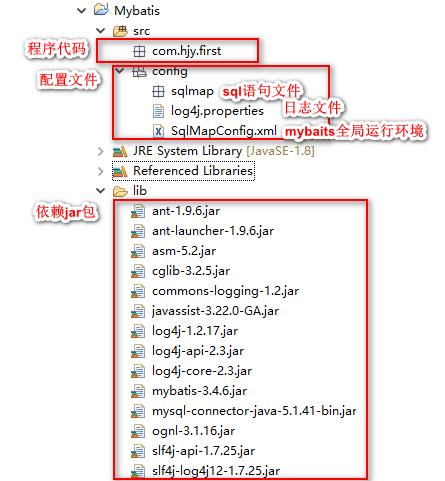 Mybatis
src
程序代码 com.hjy.first
配置文件 config
sqlmap sql语句文件
log4j.properties 日志文件
SqlMapConfig.xml mybaits全局运行环境
JRE System Library [JavaSE-1.8]
Referenced Libraries
lib
依赖jar包 ant-1.9.6.jar
ant-launcher-1.9.6.jar
asm-5.2.jar
cglib-3.2.5.jar
commons-logging-1.2.jar
javassist-3.22.0-GA.jar
log4j-1.2.17.jar
log4j-api-2.3.jar
log4j-core-2.3.jar
mybatis-3.4.6.jar
mysql-connector-java-5.1.41-bin.jar
ognl-3.1.16.jar
slf4j-api-1.7.25.jar
slf4j-log4j12-1.7.25.jar